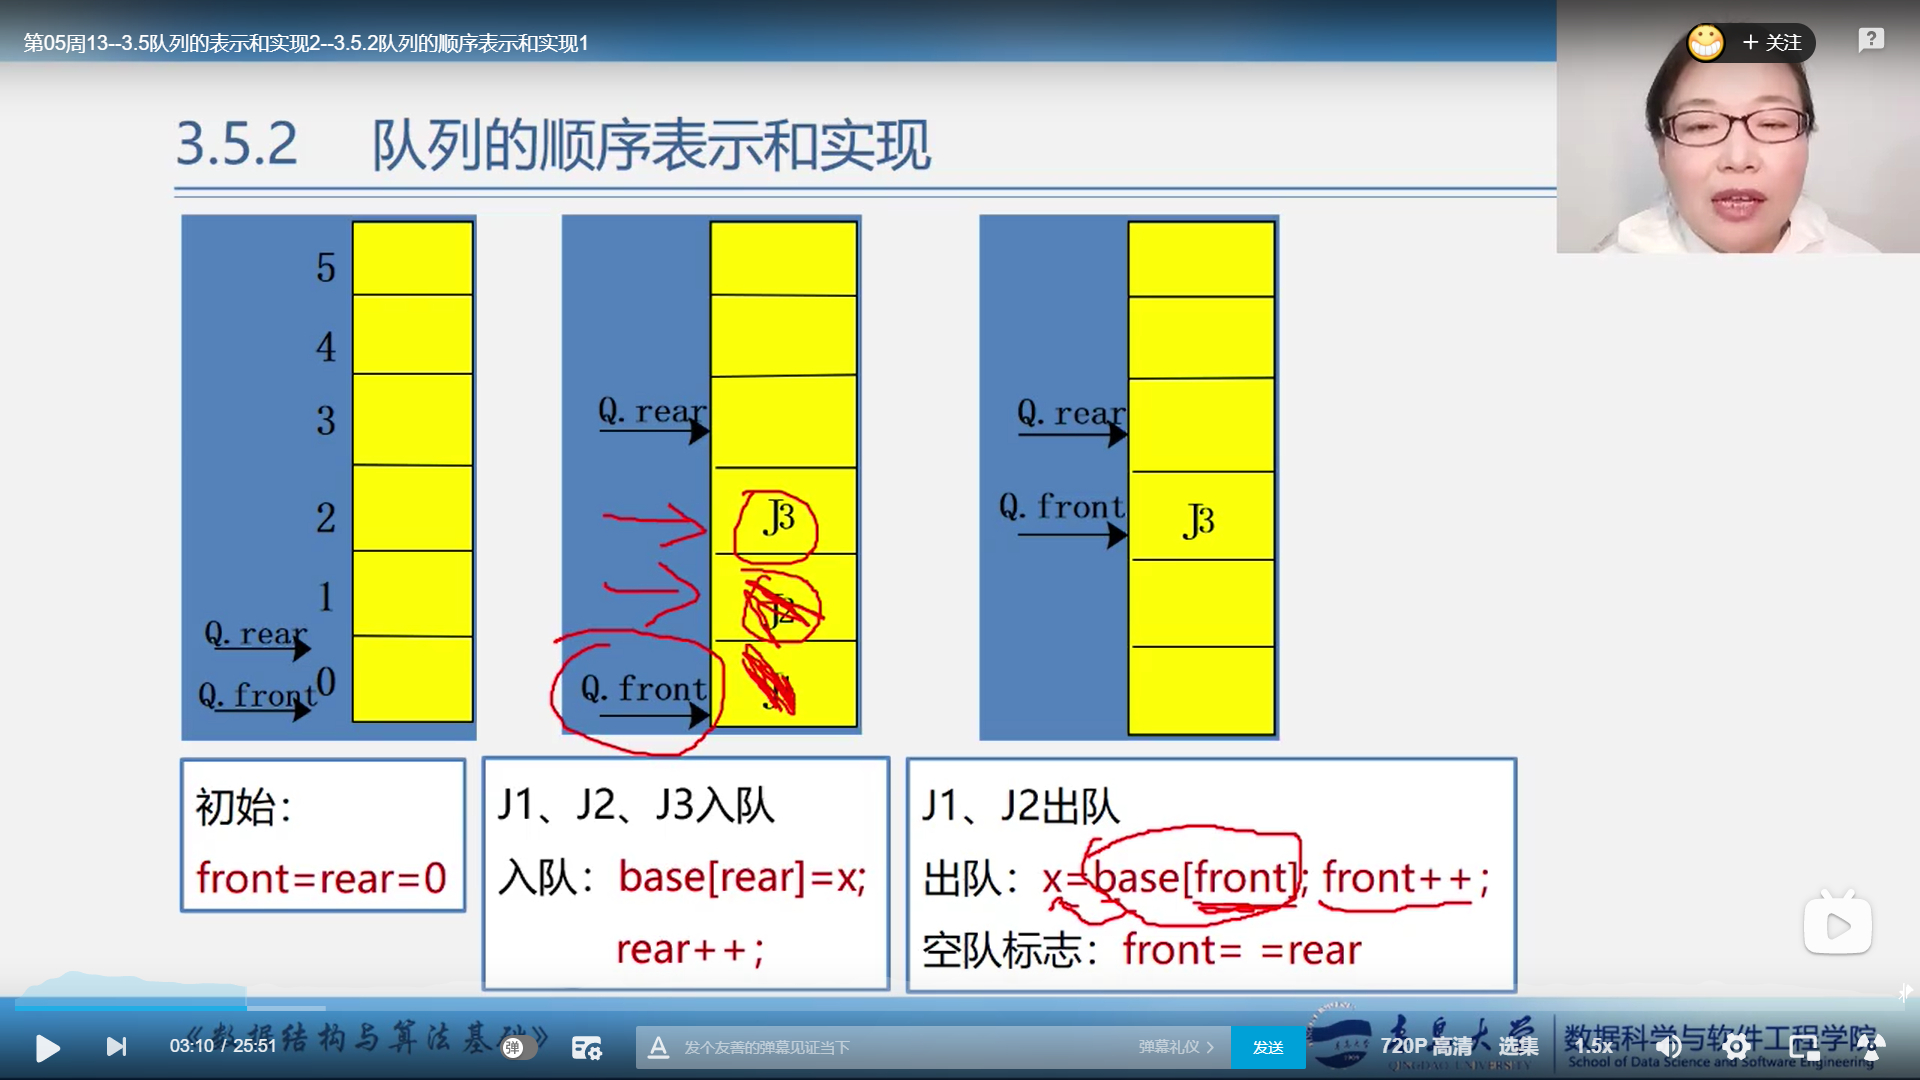 第05周13--3.5队列的表示和实现2--3.5.2队列的顺序表示和实现1
+ 关注
?
3.5.2 队列的顺序表示和实现
5
4
3
2
1
0
Q.rear
Q.front
Q.rear
J3
J2
Q.front
J1
Q.rear
Q.front
J3
初始：
front=rear=0
J1、J2、J3入队
入队：base[rear]=x;
rear++;
J1、J2出队
出队：x=base[front]; front++;
空队标志：front= =rear
《数据结构与算法基础》
03:10 / 25:51
弹
A
发个友善的弹幕见证当下
弹幕礼仪 >
发送
青岛大学
QINGDAO UNIVERSITY
720P 高清
选集
1.5x
数据科学与软件工程学院
School of Data Science and Software Engineering